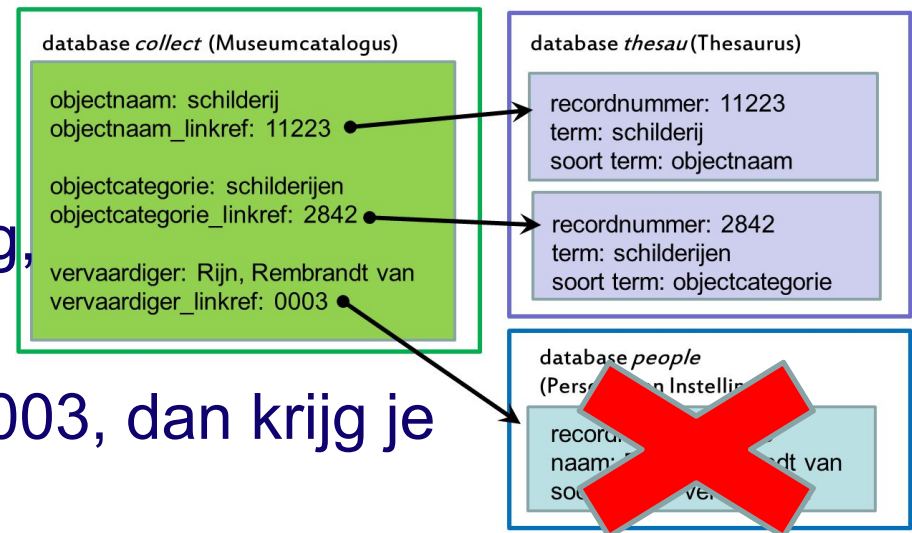 database collect (Museumcatalogus)
objectnaam: schilderij
objectnaam_linkref: 11223
objectcategorie: schilderijen
objectcategorie_linkref: 2842
vervaardiger: Rijn, Rembrandt van
vervaardiger_linkref: 0003
database thesau (Thesaurus)
recordnummer: 11223
term: schilderij
soort term: objectnaam
recordnummer: 2842
term: schilderijen
soort term: objectcategorie
database people
naam: van
003, dan krijg je